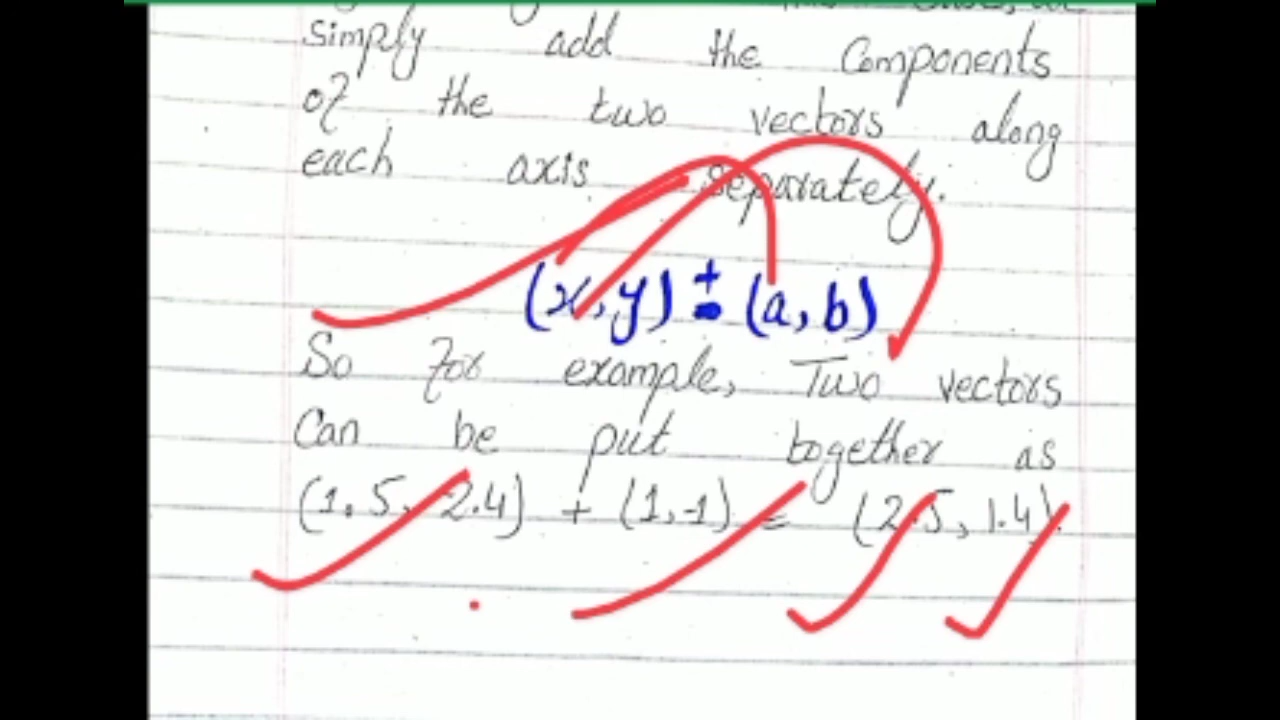 simply add the Components
of the two vectors along
each axis separately.
(x, y) ± (a, b)
So for example, Two vectors
Can be put together as
(1.5, 2.4) + (1,-1) = (2.5, 1.4).